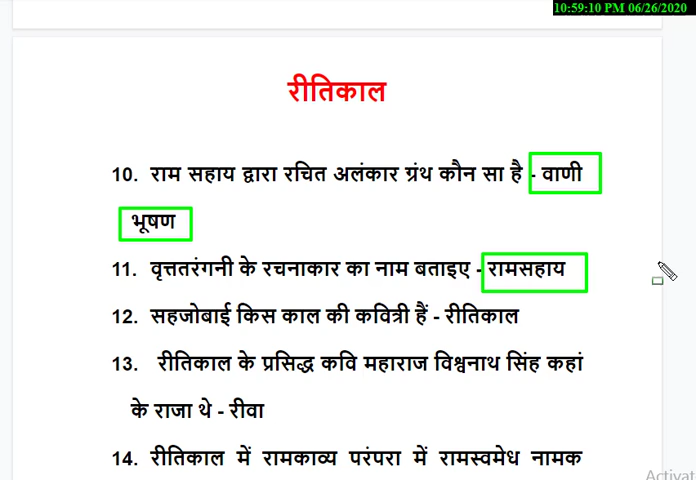 10:59:10 PM 06/26/2020
रीतिकाल
10. राम सहाय द्वारा रचित अलंकार ग्रंथ कौन सा है - वाणी
भूषण
11. वृत्ततरंगनी के रचनाकार का नाम बताइए - रामसहाय
12. सहजोबाई किस काल की कवित्री हैं - रीतिकाल
13. रीतिकाल के प्रसिद्ध कवि महाराज विश्वनाथ सिंह कहां
के राजा थे - रीवा
14. रीतिकाल में रामकाव्य परंपरा में रामस्वमेध नामक
Activat